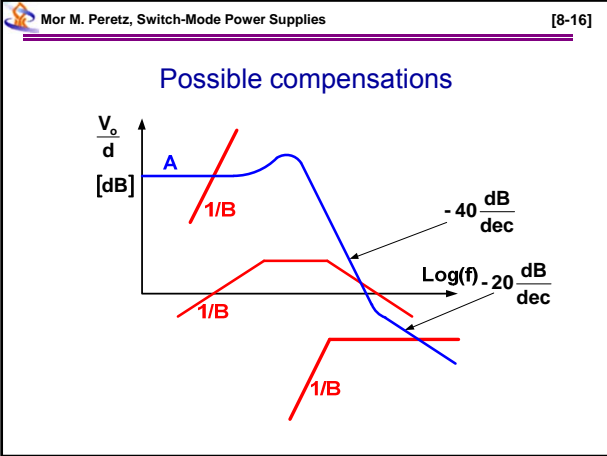 Mor M. Peretz, Switch-Mode Power Supplies [8-16]
Possible compensations
Vo
d
[dB]
A
1/B
- 40 dB
dec
Log(f)
- 20 dB
dec
1/B
1/B